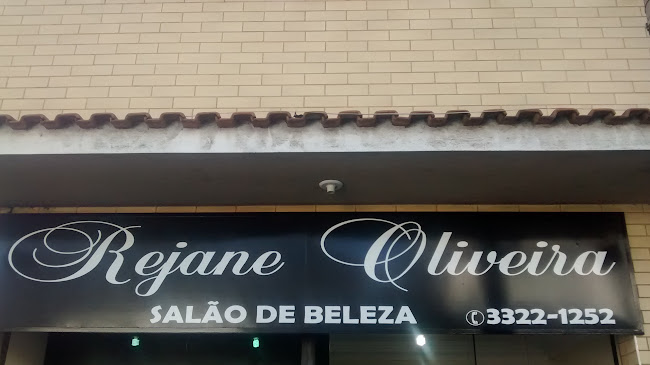 Rejane Oliveira
SALÃO DE BELEZA 3322-1252